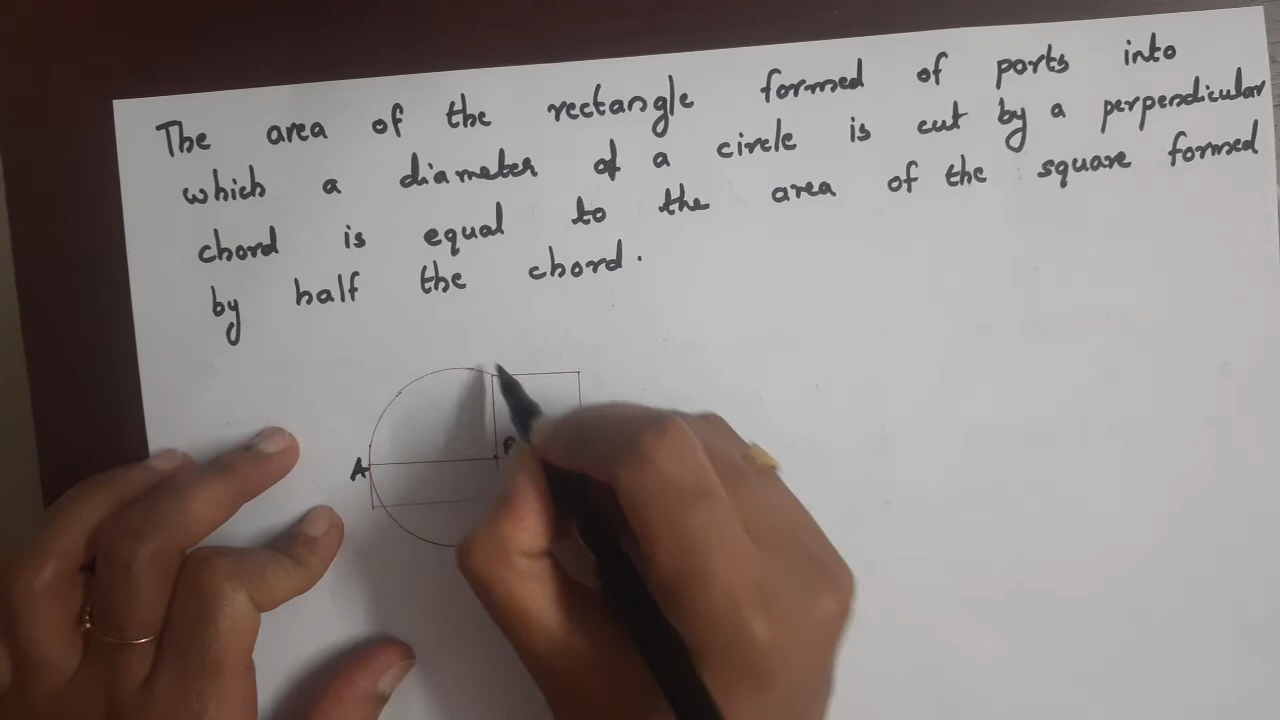 The area of the rectangle formed of ports into
which a diameter of a circle is cut by a perpendicular
chord is equal to the area of the square formed
by half the chord.
A